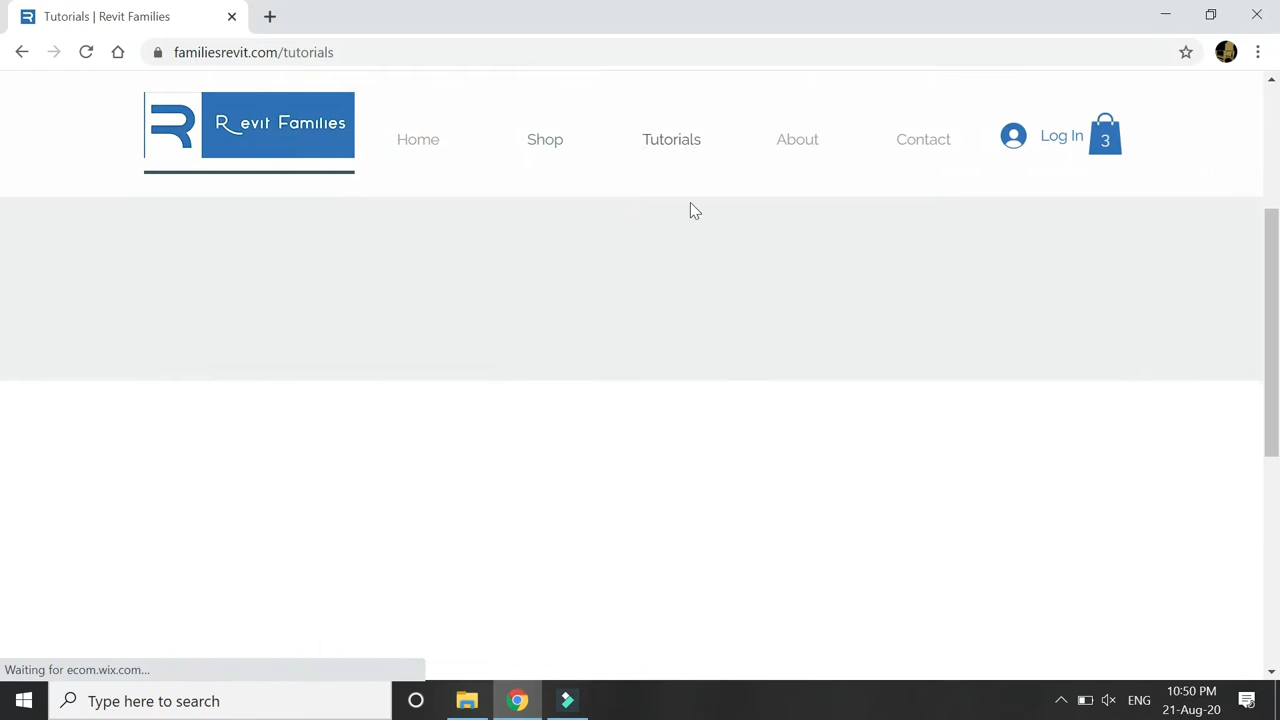 Tutorials | Revit Families
familiesrevit.com/tutorials
R Revit Families
Home
Shop
Tutorials
About
Contact
Log In
3
Waiting for ecom.wix.com...
Type here to search
ENG
10:50 PM
21-Aug-20